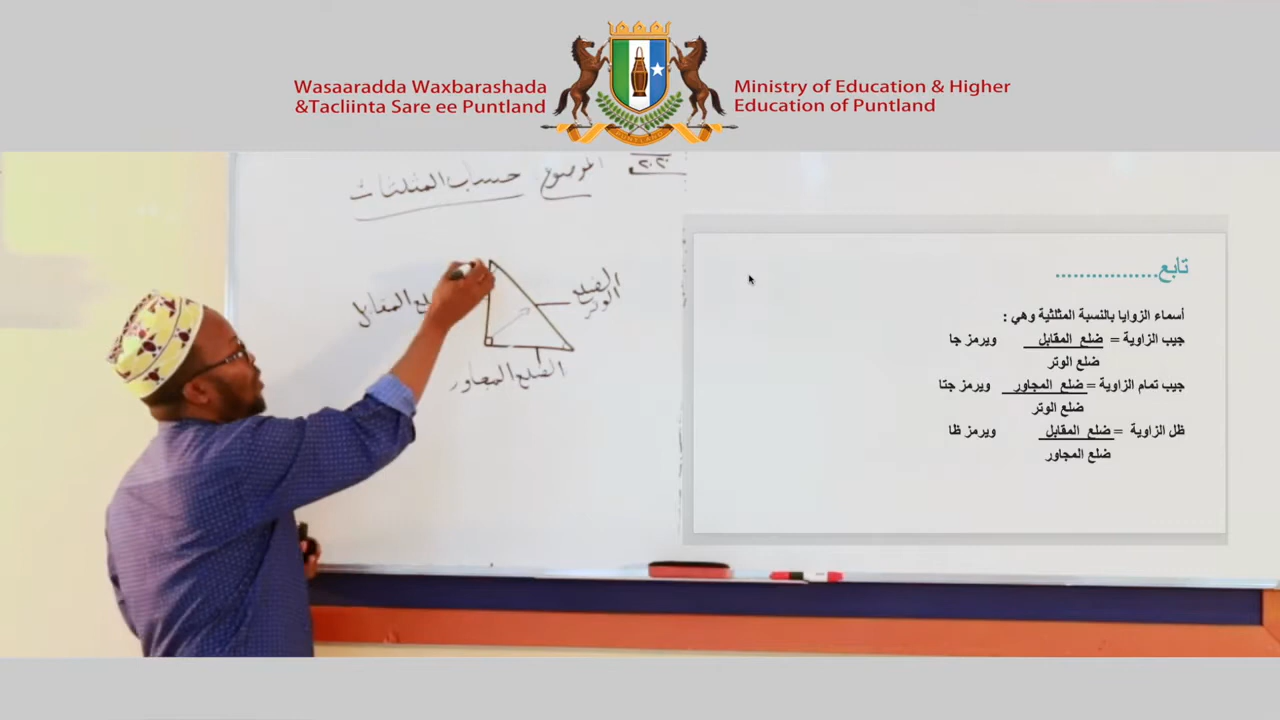 Wasaaradda Waxbarashada
&Tacliinta Sare ee Puntland
Ministry of Education & Higher
Education of Puntland
٢٠٢٠
الموضوع حساب المثلثات
الضلع
الوتر
المقابل
الضلع المجاور
تابع.................
أسماء الزوايا بالنسبة المثلثية وهي :
جيب الزاوية = ضلع المقابل ويرمز جا
ضلع الوتر
جيب تمام الزاوية = ضلع المجاور ويرمز جتا
ضلع الوتر
ظل الزاوية = ضلع المقابل ويرمز ظا
ضلع المجاور